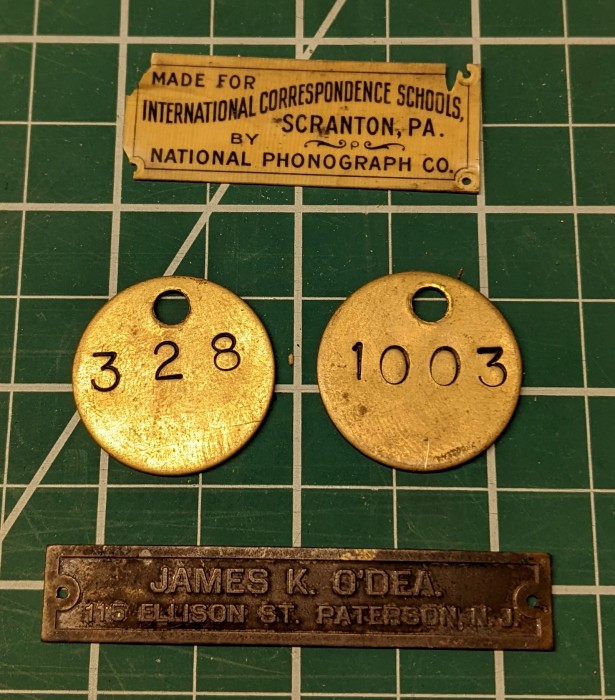 MADE FOR
INTERNATIONAL CORRESPONDENCE SCHOOLS,
SCRANTON, PA.
BY
NATIONAL PHONOGRAPH CO.
328
1003
JAMES K. O'DEA.
115 ELLISON ST. PATERSON, N.J.